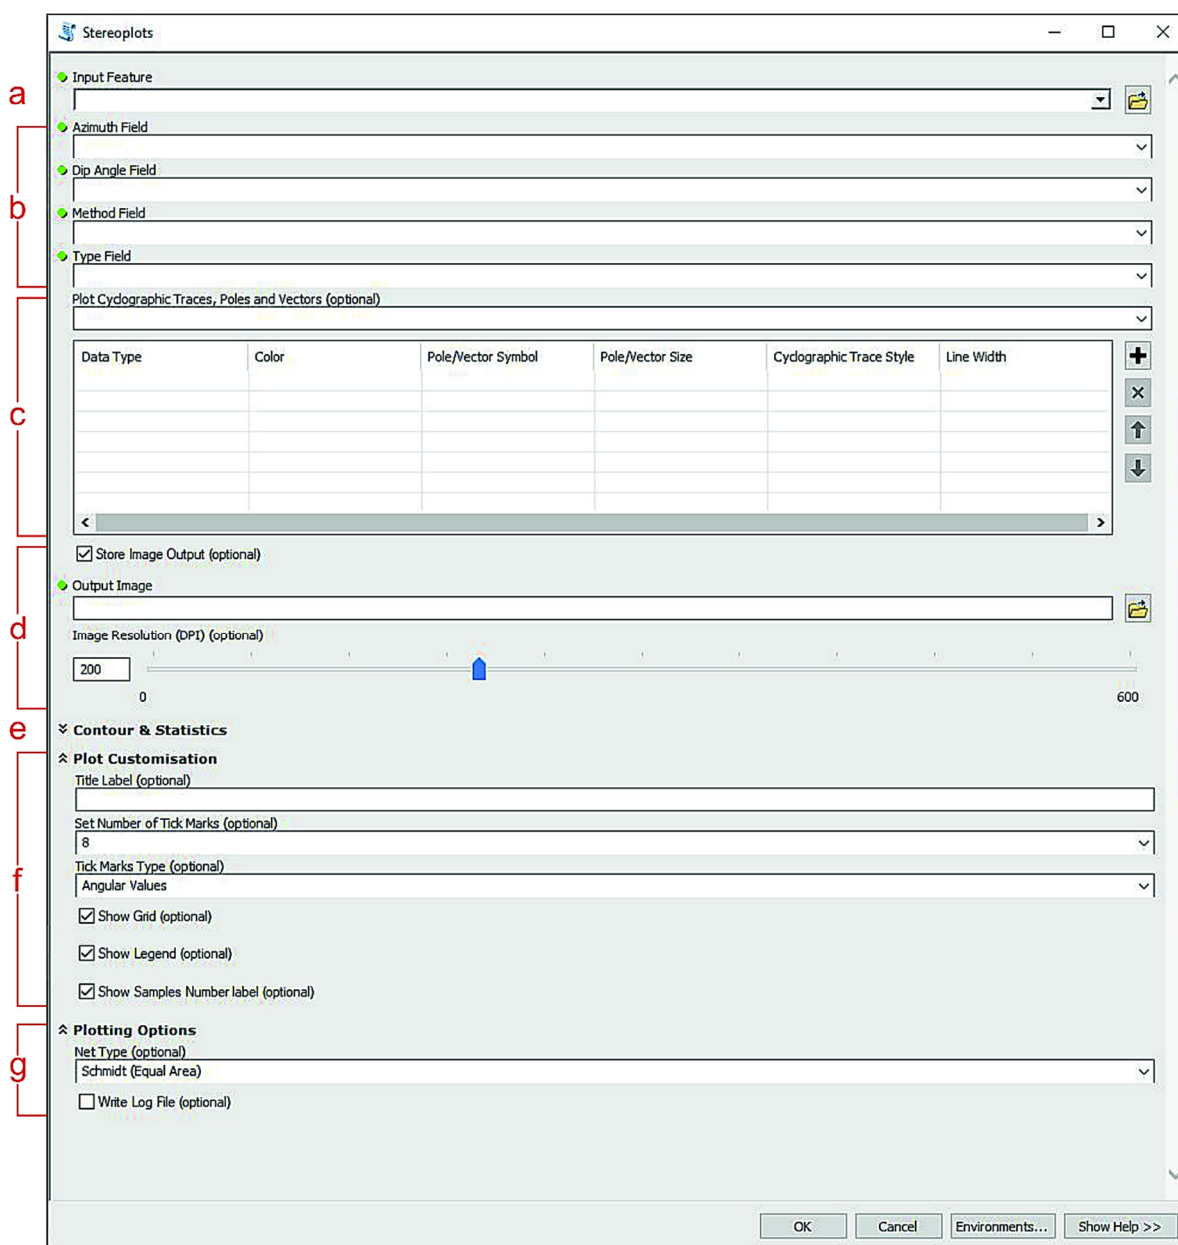 Stereoplots
Input Feature
a
Azimuth Field
Dip Angle Field
b
Method Field
Type Field
Plot Cyclographic Traces, Poles and Vectors (optional)
Data Type Color Pole/Vector Symbol Pole/Vector Size Cyclographic Trace Style Line Width
c
Store Image Output (optional)
Output Image
d
Image Resolution (DPI) (optional)
200
0 600
e
Contour & Statistics
Plot Customisation
Title Label (optional)
Set Number of Tick Marks (optional)
8
Tick Marks Type (optional)
f
Angular Values
Show Grid (optional)
Show Legend (optional)
Show Samples Number label (optional)
Plotting Options
Net Type (optional)
g
Schmidt (Equal Area)
Write Log File (optional)
OK Cancel Environments... Show Help >>